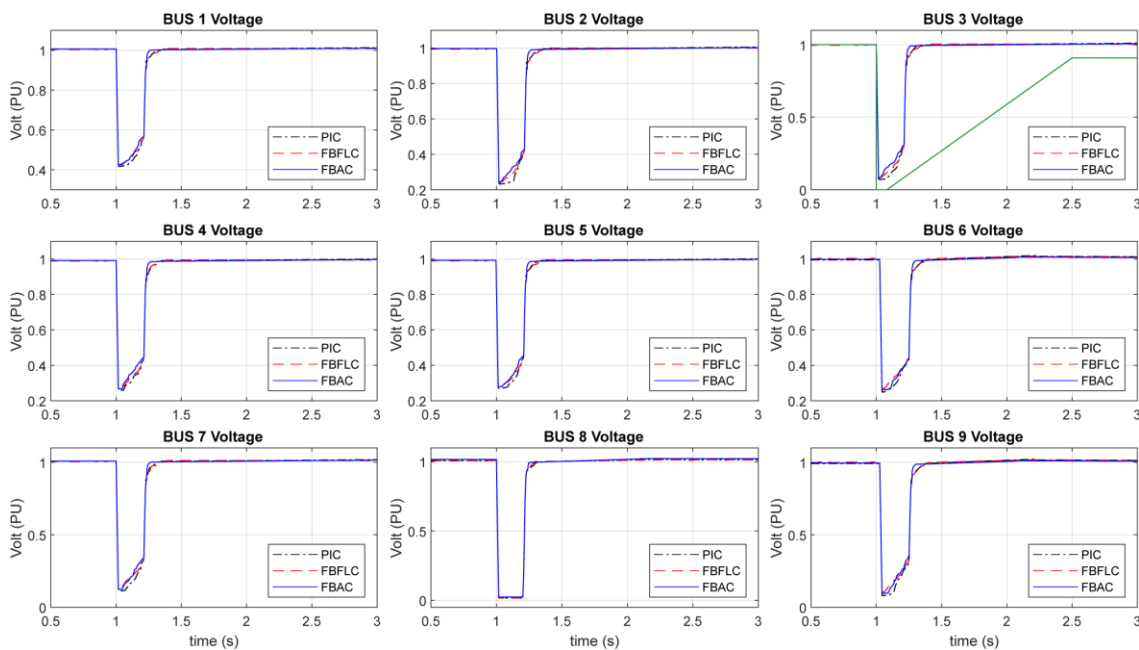 BUS 1 Voltage
Volt (PU)
1
0.8
0.6
0.4
0.5 1 1.5 2 2.5 3
PIC
FBFLC
FBAC
BUS 2 Voltage
Volt (PU)
1
0.8
0.6
0.4
0.2
0.5 1 1.5 2 2.5 3
PIC
FBFLC
FBAC
BUS 3 Voltage
Volt (PU)
1
0.5
0
0.5 1 1.5 2 2.5 3
PIC
FBFLC
FBAC
BUS 4 Voltage
Volt (PU)
1
0.8
0.6
0.4
0.2
0.5 1 1.5 2 2.5 3
PIC
FBFLC
FBAC
BUS 5 Voltage
Volt (PU)
1
0.8
0.6
0.4
0.2
0.5 1 1.5 2 2.5 3
PIC
FBFLC
FBAC
BUS 6 Voltage
Volt (PU)
1
0.8
0.6
0.4
0.2
0.5 1 1.5 2 2.5 3
PIC
FBFLC
FBAC
BUS 7 Voltage
Volt (PU)
1
0.5
0
0.5 1 1.5 2 2.5 3
time (s)
PIC
FBFLC
FBAC
BUS 8 Voltage
Volt (PU)
1
0.5
0
0.5 1 1.5 2 2.5 3
time (s)
PIC
FBFLC
FBAC
BUS 9 Voltage
Volt (PU)
1
0.5
0
0.5 1 1.5 2 2.5 3
time (s)
PIC
FBFLC
FBAC